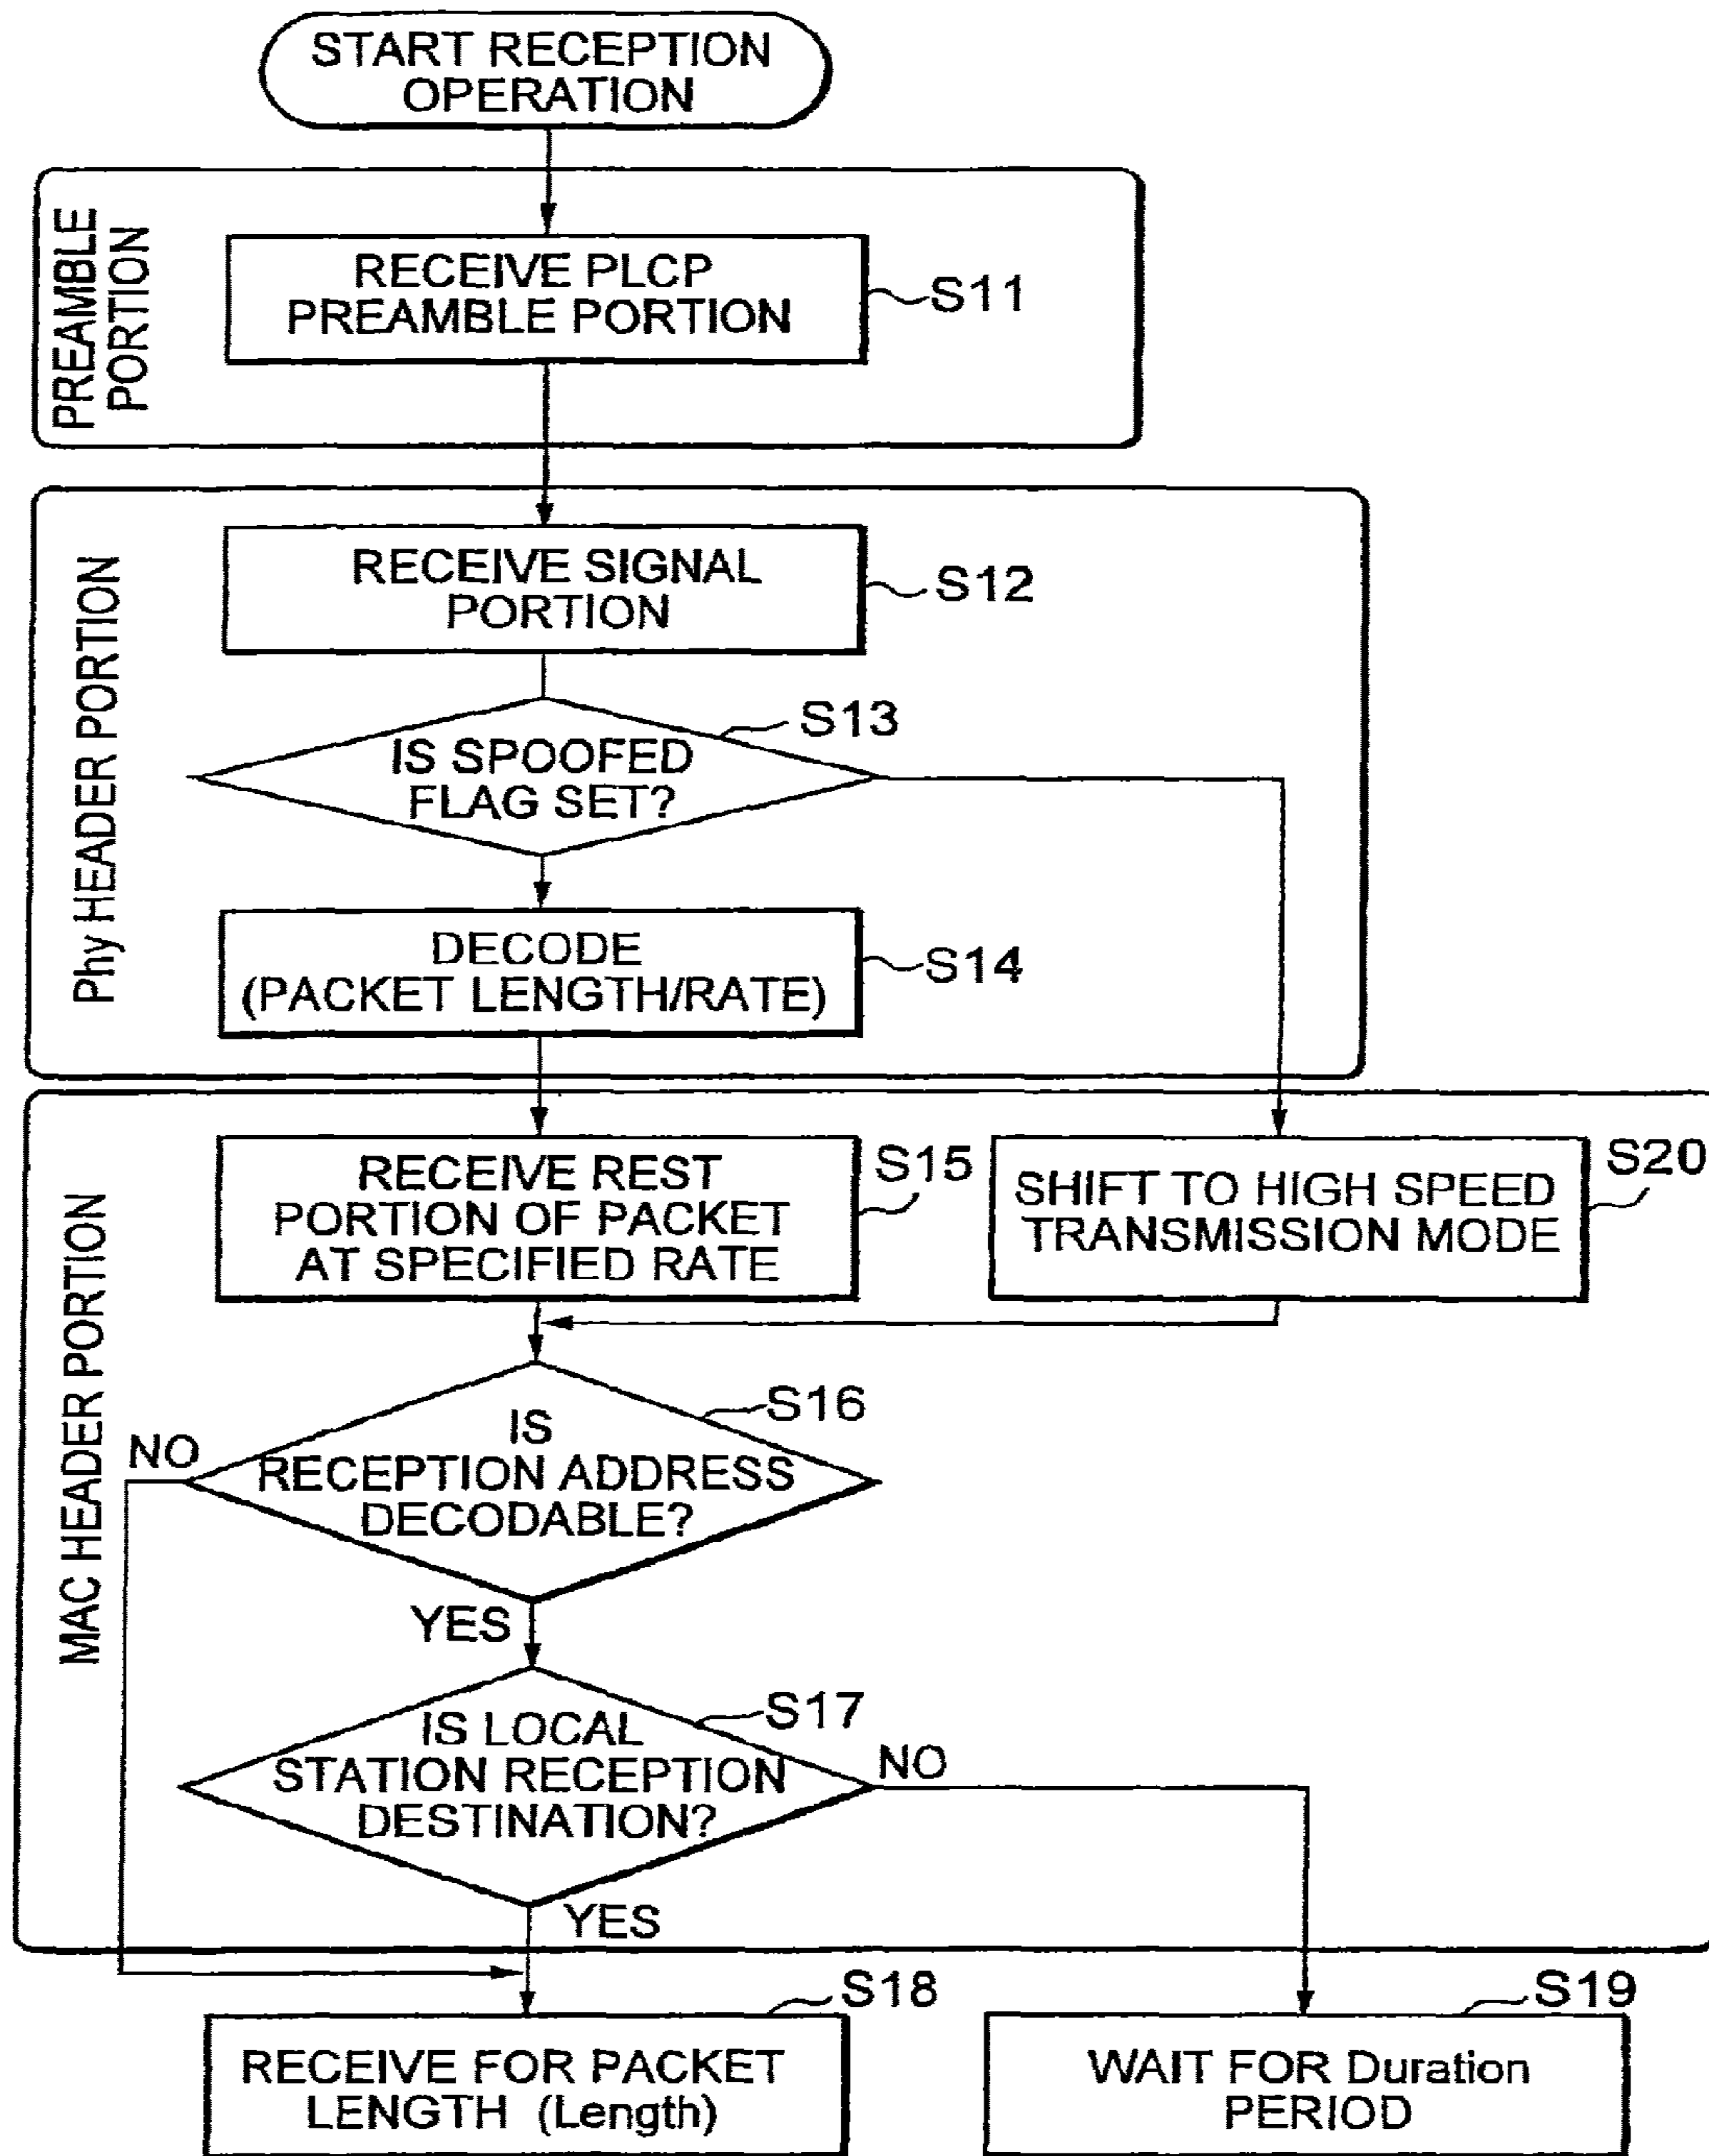 START RECEPTION
OPERATION
PREAMBLE
PORTION
RECEIVE PLCP
PREAMBLE PORTION
S11
Phy HEADER PORTION
RECEIVE SIGNAL
PORTION
S12
S13
IS SPOOFED
FLAG SET?
DECODE
(PACKET LENGTH/RATE)
S14
MAC HEADER PORTION
RECEIVE REST
PORTION OF PACKET
AT SPECIFIED RATE
S15
SHIFT TO HIGH SPEED
TRANSMISSION MODE
S20
S16
NO
IS
RECEPTION ADDRESS
DECODABLE?
YES
S17
IS LOCAL
STATION RECEPTION
DESTINATION?
NO
YES
S18
RECEIVE FOR PACKET
LENGTH (Length)
S19
WAIT FOR Duration
PERIOD